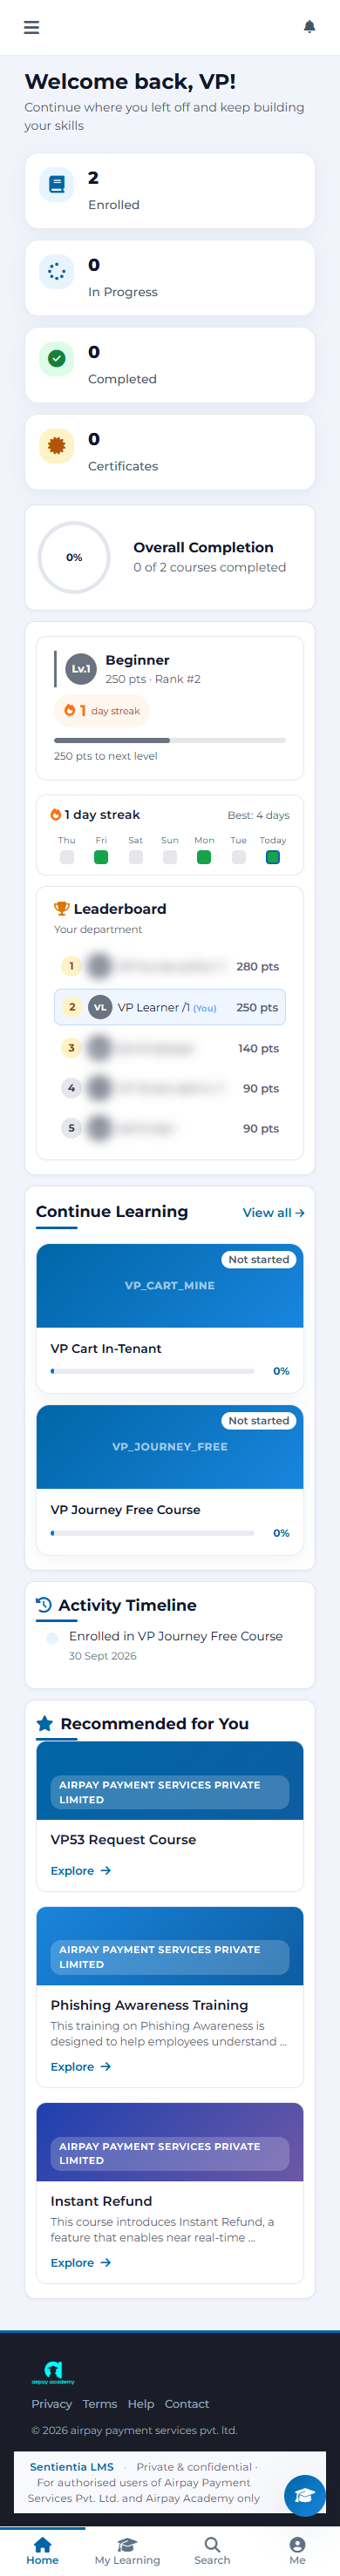 Welcome back, VP!
Continue where you left off and keep building
your skills
2
Enrolled
0
In Progress
0
Completed
0
Certificates
0%
Overall Completion
0 of 2 courses completed
Lv.1
Beginner
250 pts · Rank #2
1 day streak
250 pts to next level
1 day streak
Best: 4 days
Thu Fri Sat Sun Mon Tue Today
Leaderboard
Your department
1 280 pts
2 VL VP Learner /1 (You) 250 pts
3 140 pts
4 90 pts
5 90 pts
Continue Learning
View all →
Not started
VP_CART_MINE
VP Cart In-Tenant
0%
Not started
VP_JOURNEY_FREE
VP Journey Free Course
0%
Activity Timeline
Enrolled in VP Journey Free Course
30 Sept 2026
Recommended for You
AIRPAY PAYMENT SERVICES PRIVATE
LIMITED
VP53 Request Course
Explore →
AIRPAY PAYMENT SERVICES PRIVATE
LIMITED
Phishing Awareness Training
This training on Phishing Awareness is
designed to help employees understand ...
Explore →
AIRPAY PAYMENT SERVICES PRIVATE
LIMITED
Instant Refund
This course introduces Instant Refund, a
feature that enables near real-time ...
Explore →
airpay academy
Privacy Terms Help Contact
© 2026 airpay payment services pvt. ltd.
Sentientia LMS · Private & confidential ·
For authorised users of Airpay Payment
Services Pvt. Ltd. and Airpay Academy only
Home My Learning Search Me